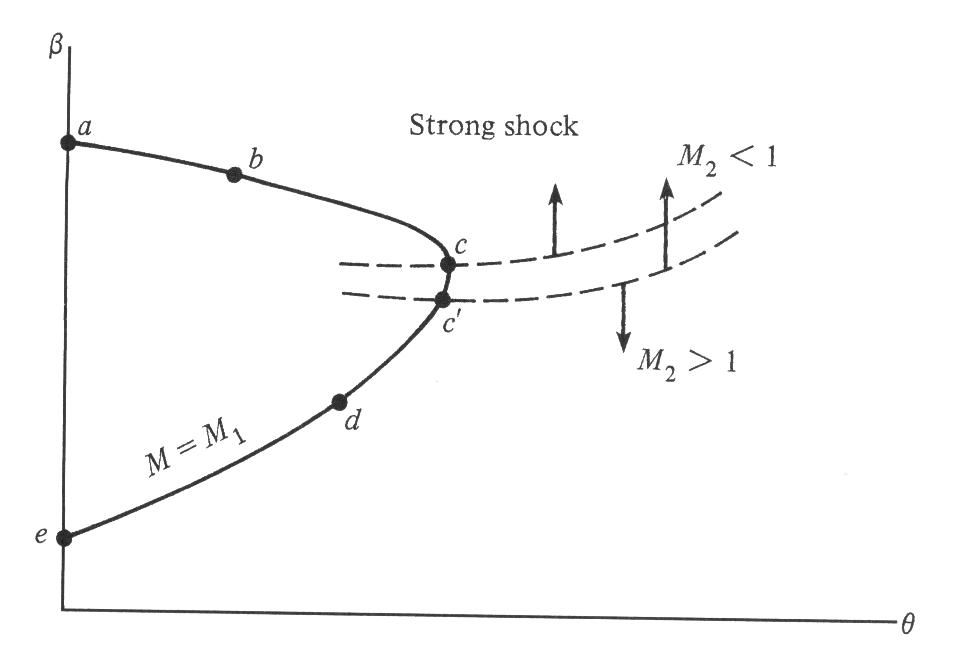 β
a
b
Strong shock
M₂ < 1
c
c'
M₂ > 1
d
M = M₁
e
θ